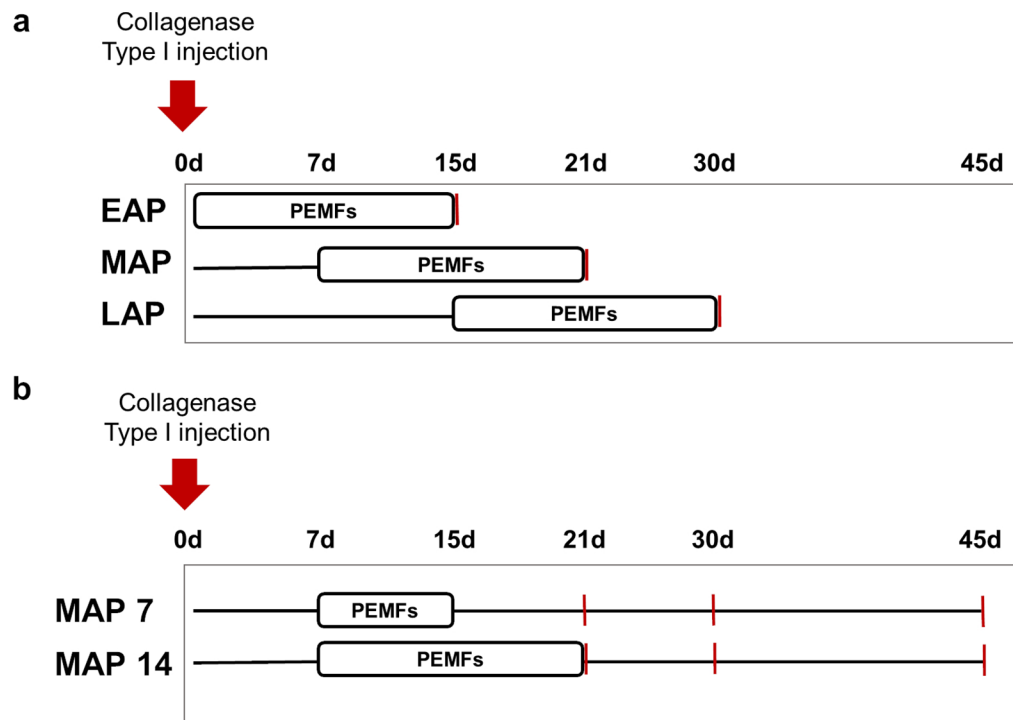 a
Collagenase
Type I injection
0d 7d 15d 21d 30d 45d
EAP PEMFs
MAP PEMFs
LAP PEMFs
b
Collagenase
Type I injection
0d 7d 15d 21d 30d 45d
MAP 7 PEMFs
MAP 14 PEMFs